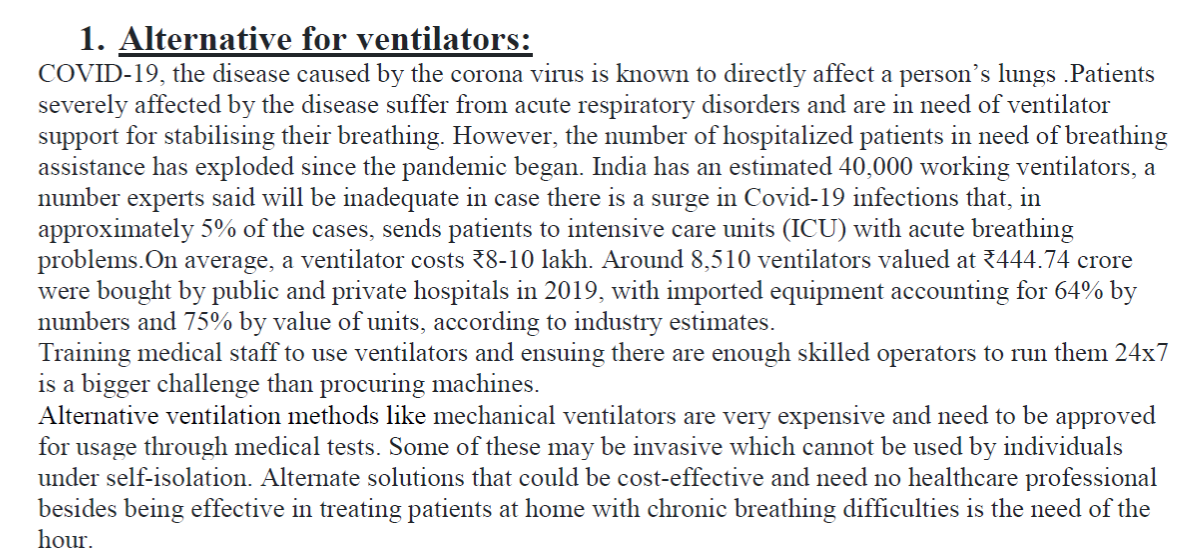 1. Alternative for ventilators:
COVID-19, the disease caused by the corona virus is known to directly affect a person’s lungs .Patients
severely affected by the disease suffer from acute respiratory disorders and are in need of ventilator
support for stabilising their breathing. However, the number of hospitalized patients in need of breathing
assistance has exploded since the pandemic began. India has an estimated 40,000 working ventilators, a
number experts said will be inadequate in case there is a surge in Covid-19 infections that, in
approximately 5% of the cases, sends patients to intensive care units (ICU) with acute breathing
problems.On average, a ventilator costs ₹8-10 lakh. Around 8,510 ventilators valued at ₹444.74 crore
were bought by public and private hospitals in 2019, with imported equipment accounting for 64% by
numbers and 75% by value of units, according to industry estimates.
Training medical staff to use ventilators and ensuing there are enough skilled operators to run them 24x7
is a bigger challenge than procuring machines.
Alternative ventilation methods like mechanical ventilators are very expensive and need to be approved
for usage through medical tests. Some of these may be invasive which cannot be used by individuals
under self-isolation. Alternate solutions that could be cost-effective and need no healthcare professional
besides being effective in treating patients at home with chronic breathing difficulties is the need of the
hour.